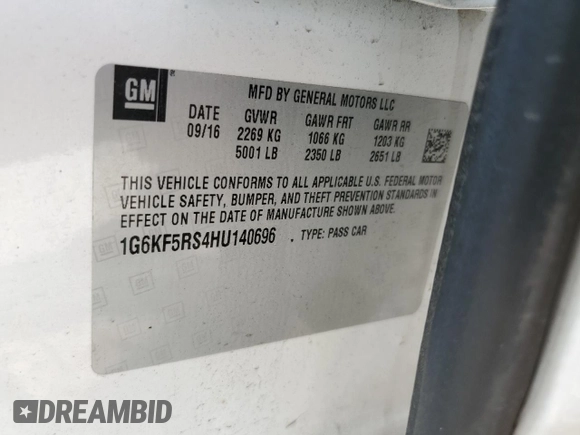 GM
MFD BY GENERAL MOTORS LLC
DATE GVWR GAWR FRT GAWR RR
09/16 2269 KG 1066 KG 1203 KG
5001 LB 2350 LB 2651 LB
THIS VEHICLE CONFORMS TO ALL APPLICABLE U.S. FEDERAL MOTOR
VEHICLE SAFETY, BUMPER, AND THEFT PREVENTION STANDARDS IN
EFFECT ON THE DATE OF MANUFACTURE SHOWN ABOVE.
1G6KF5RS4HU140696 . TYPE: PASS CAR
DREAMBID